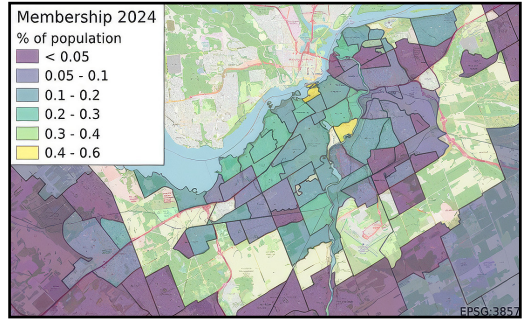 Membership 2024
% of population
< 0.05
0.05 - 0.1
0.1 - 0.2
0.2 - 0.3
0.3 - 0.4
0.4 - 0.6
EPSG:3857